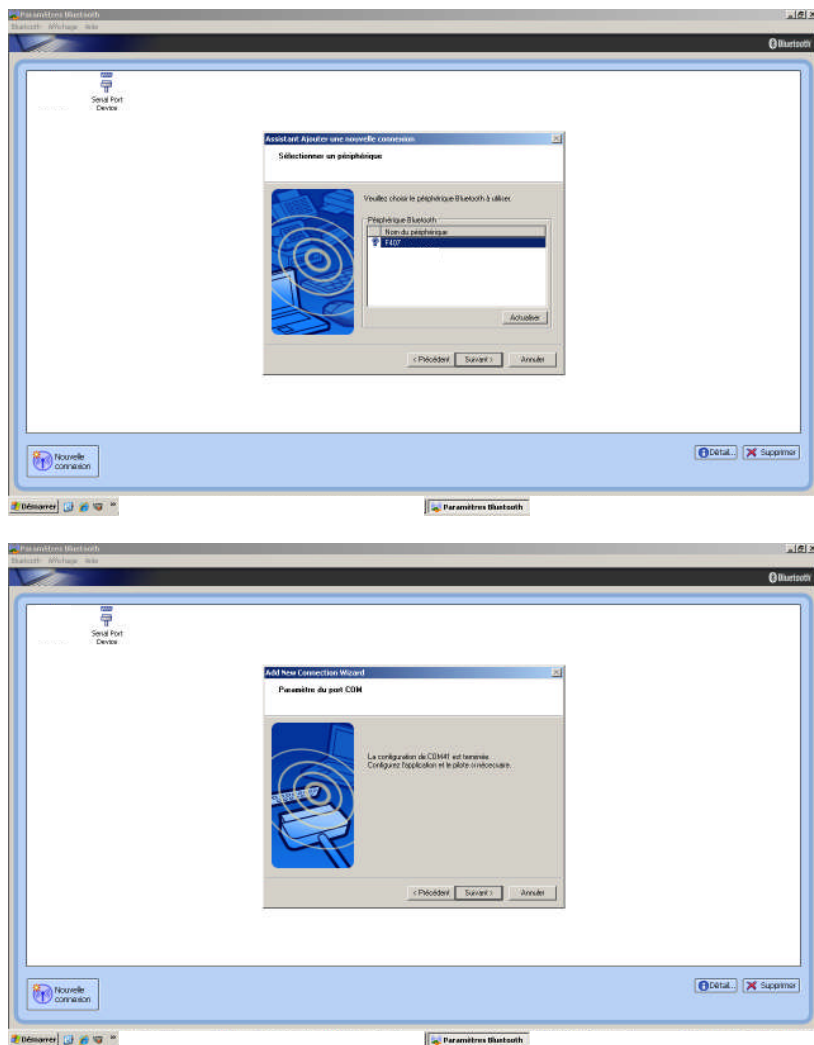 Paramètres Bluetooth
Bluetooth Affichage Aide
Bluetooth
Serial Port
Device
Assistant Ajouter une nouvelle connexion
Sélectionner un périphérique
Veuillez choisir le périphérique Bluetooth à utiliser.
Périphérique Bluetooth
Nom du périphérique
F407
Actualiser
< Précédent
Suivant >
Annuler
Nouvelle
connexion
Détail...
Supprimer
Démarrer
Paramètres Bluetooth
Paramètres Bluetooth
Bluetooth Affichage Aide
Bluetooth
Serial Port
Device
Add New Connection Wizard
Paramètre du port COM
La configuration de COM41 est terminée.
Configurez l'application et le pilote si nécessaire.
< Précédent
Suivant >
Annuler
Nouvelle
connexion
Détail...
Supprimer
Démarrer
Paramètres Bluetooth